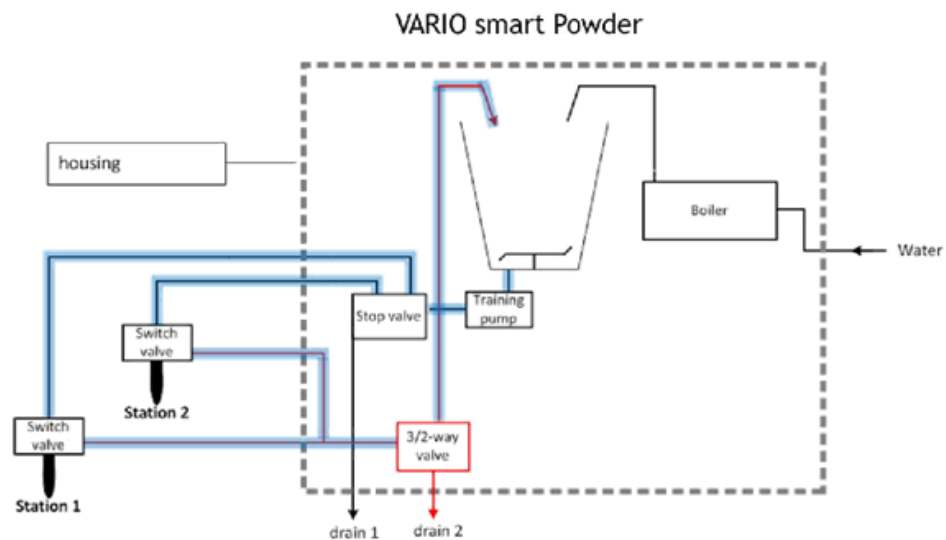 VARIO smart Powder
housing
Boiler
Water
Training
pump
Stop valve
Switch
valve
Station 2
Switch
valve
Station 1
3/2-way
valve
drain 1
drain 2